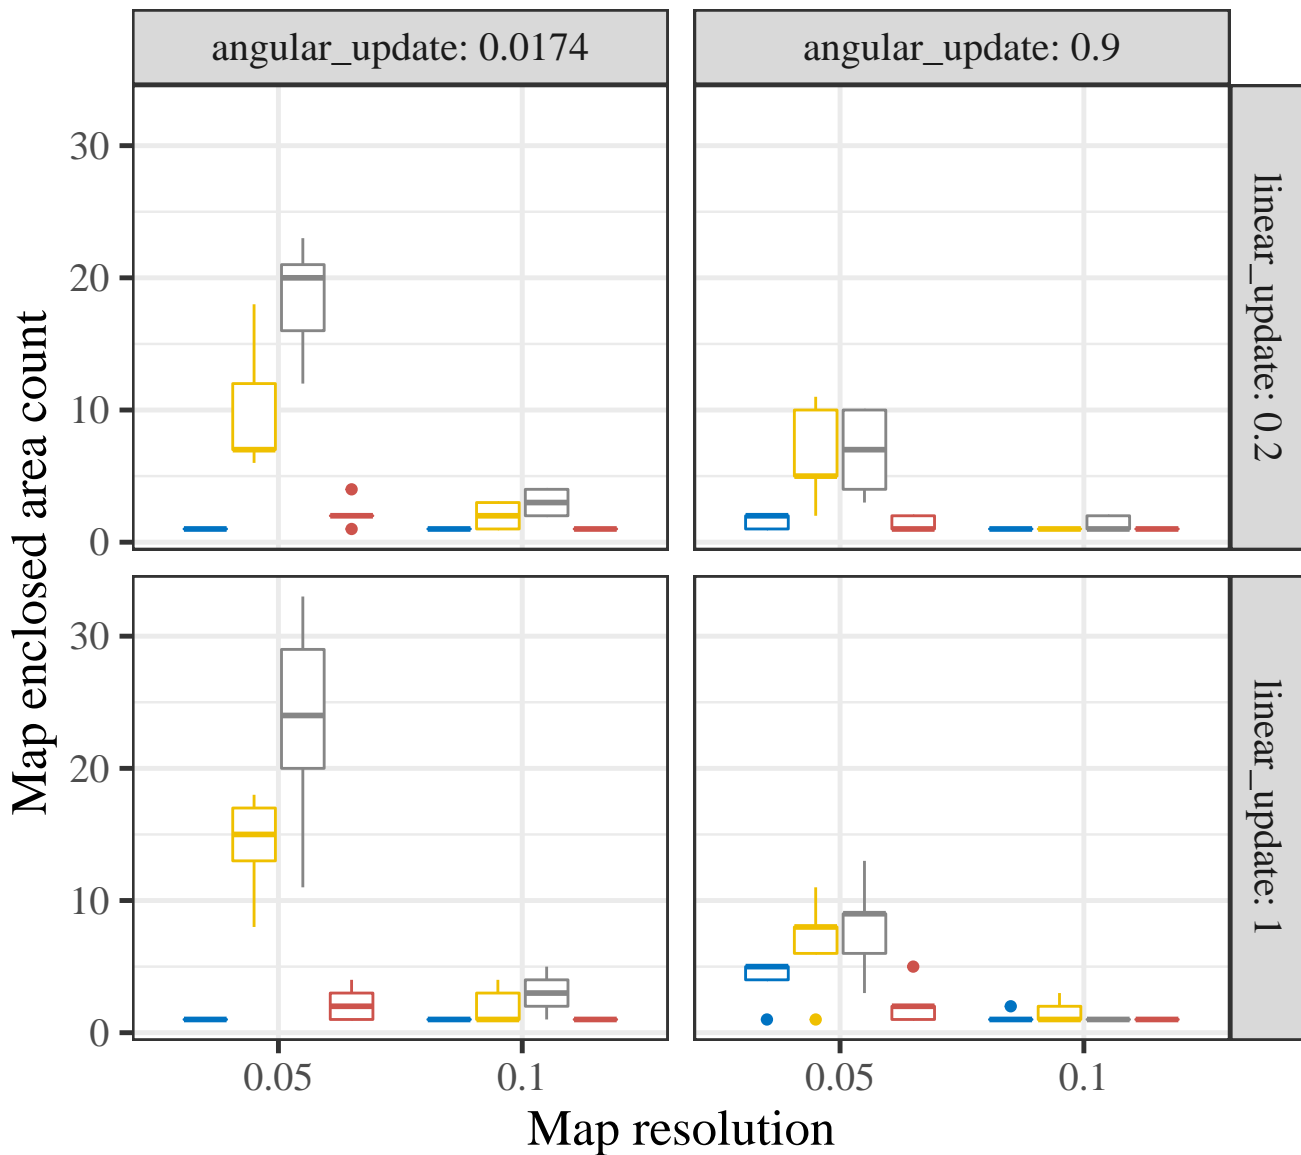 angular_update: 0.0174
angular_update: 0.9
30
20
10
0
linear_update: 0.2
30
20
10
0
linear_update: 1
Map enclosed area count
0.05
0.1
0.05
0.1
Map resolution